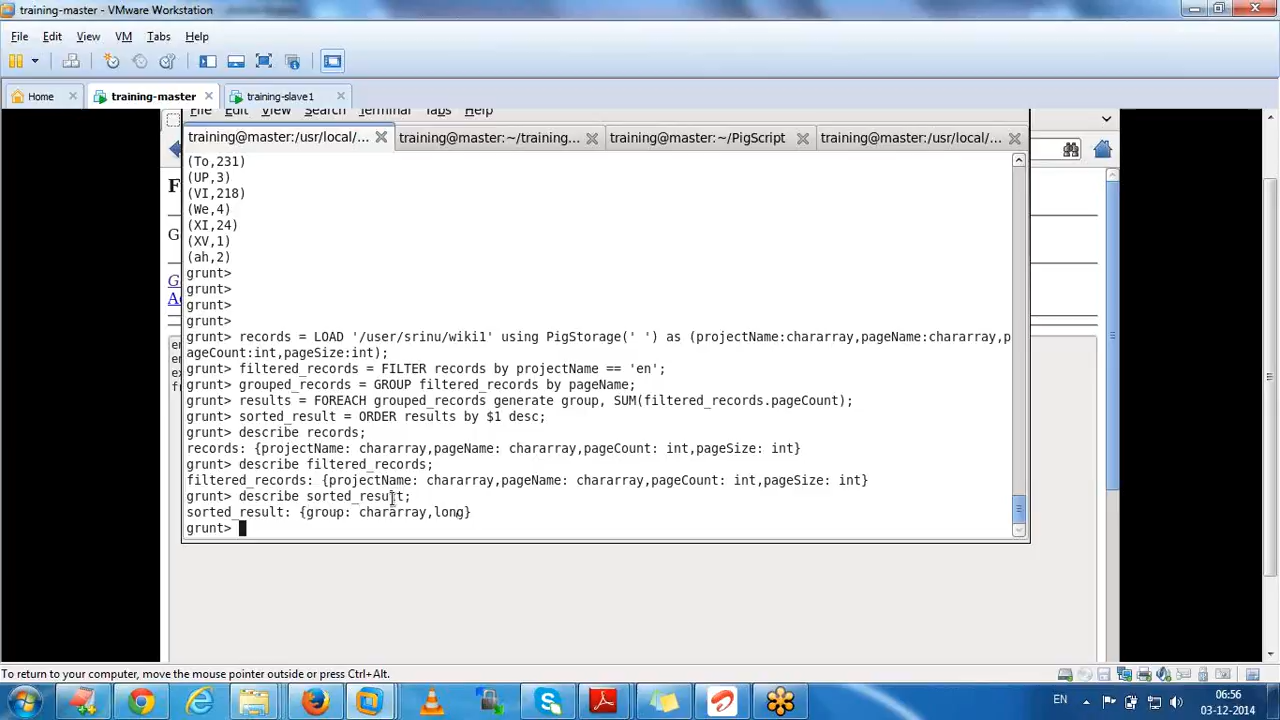 training-master - VMware Workstation
File Edit View VM Tabs Help
Home training-master training-slave1
File Edit View Search Terminal Tabs Help
training@master:/usr/local/... training@master:~/training... training@master:~/PigScript training@master:/usr/local/...
(To,231)
(UP,3)
(VI,218)
(We,4)
(XI,24)
(XV,1)
(ah,2)
grunt>
grunt>
grunt>
grunt>
grunt> records = LOAD '/user/srinu/wiki1' using PigStorage(' ') as (projectName:chararray,pageName:chararray,p
ageCount:int,pageSize:int);
grunt> filtered_records = FILTER records by projectName == 'en';
grunt> grouped_records = GROUP filtered_records by pageName;
grunt> results = FOREACH grouped_records generate group, SUM(filtered_records.pageCount);
grunt> sorted_result = ORDER results by $1 desc;
grunt> describe records;
records: {projectName: chararray,pageName: chararray,pageCount: int,pageSize: int}
grunt> describe filtered_records;
filtered_records: {projectName: chararray,pageName: chararray,pageCount: int,pageSize: int}
grunt> describe sorted_result;
sorted_result: {group: chararray,long}
grunt>
To return to your computer, move the mouse pointer outside or press Ctrl+Alt.
EN
06:56
03-12-2014